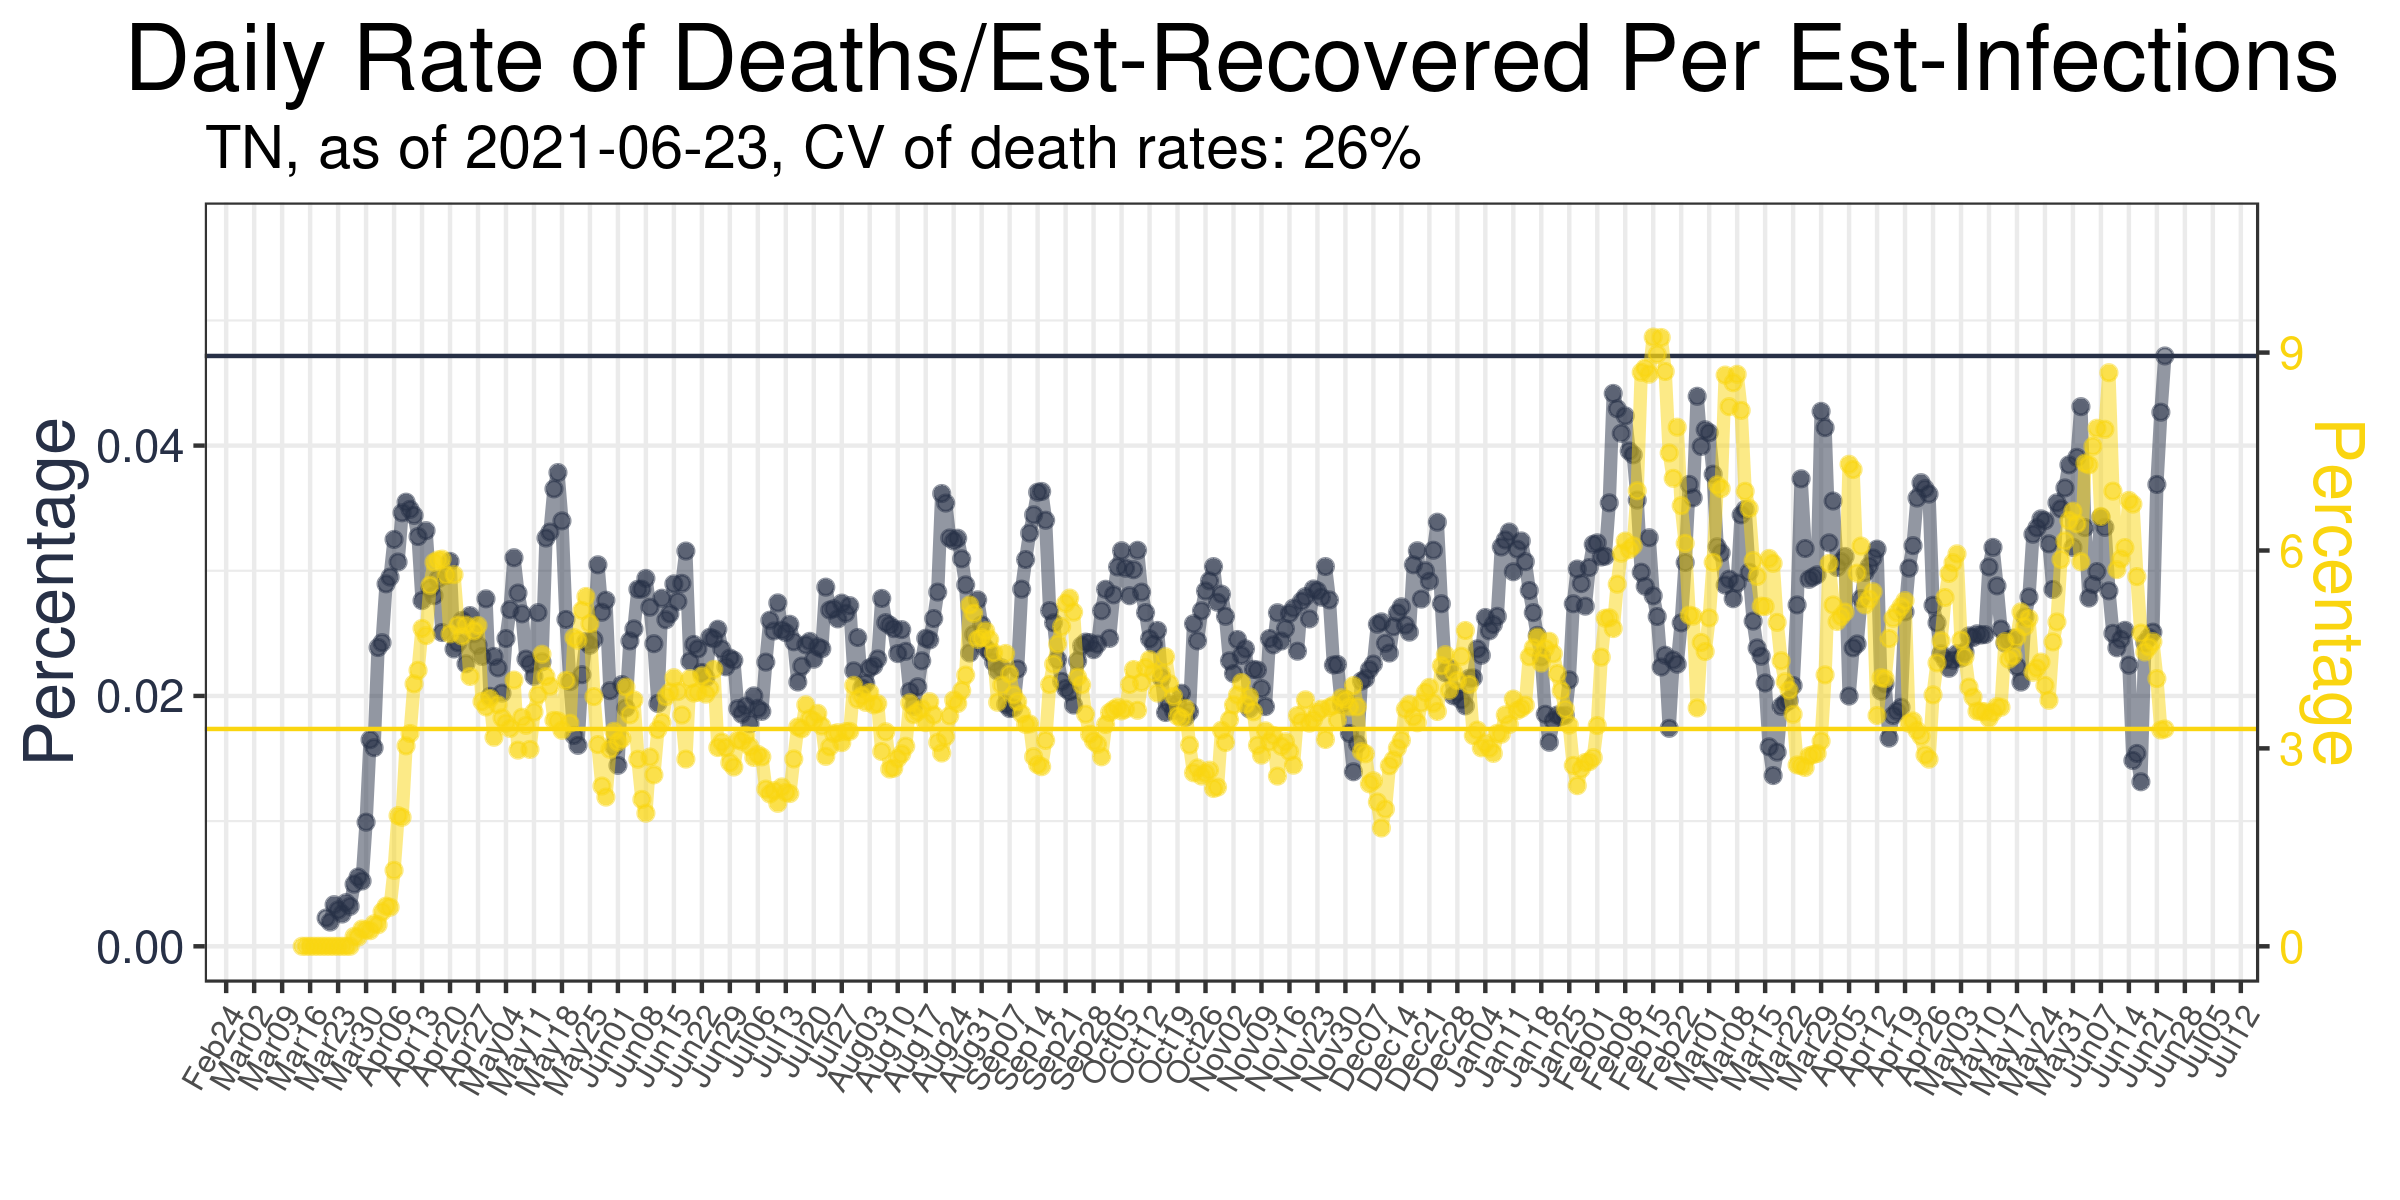 Daily Rate of Deaths/Est-Recovered Per Est-Infections
TN, as of 2021-06-23, CV of death rates: 26%
Percentage
0.04
0.02
0.00
9
6
3
0
Percentage
Feb24
Mar02
Mar09
Mar16
Mar23
Mar30
Apr06
Apr13
Apr20
Apr27
May04
May11
May18
May25
Jun01
Jun08
Jun15
Jun22
Jun29
Jul06
Jul13
Jul20
Jul27
Aug03
Aug10
Aug17
Aug24
Aug31
Sep07
Sep14
Sep21
Sep28
Oct05
Oct12
Oct19
Oct26
Nov02
Nov09
Nov16
Nov23
Nov30
Dec07
Dec14
Dec21
Dec28
Jan04
Jan11
Jan18
Jan25
Feb01
Feb08
Feb15
Feb22
Mar01
Mar08
Mar15
Mar22
Mar29
Apr05
Apr12
Apr19
Apr26
May03
May10
May17
May24
May31
Jun07
Jun14
Jun21
Jun28
Jul05
Jul12